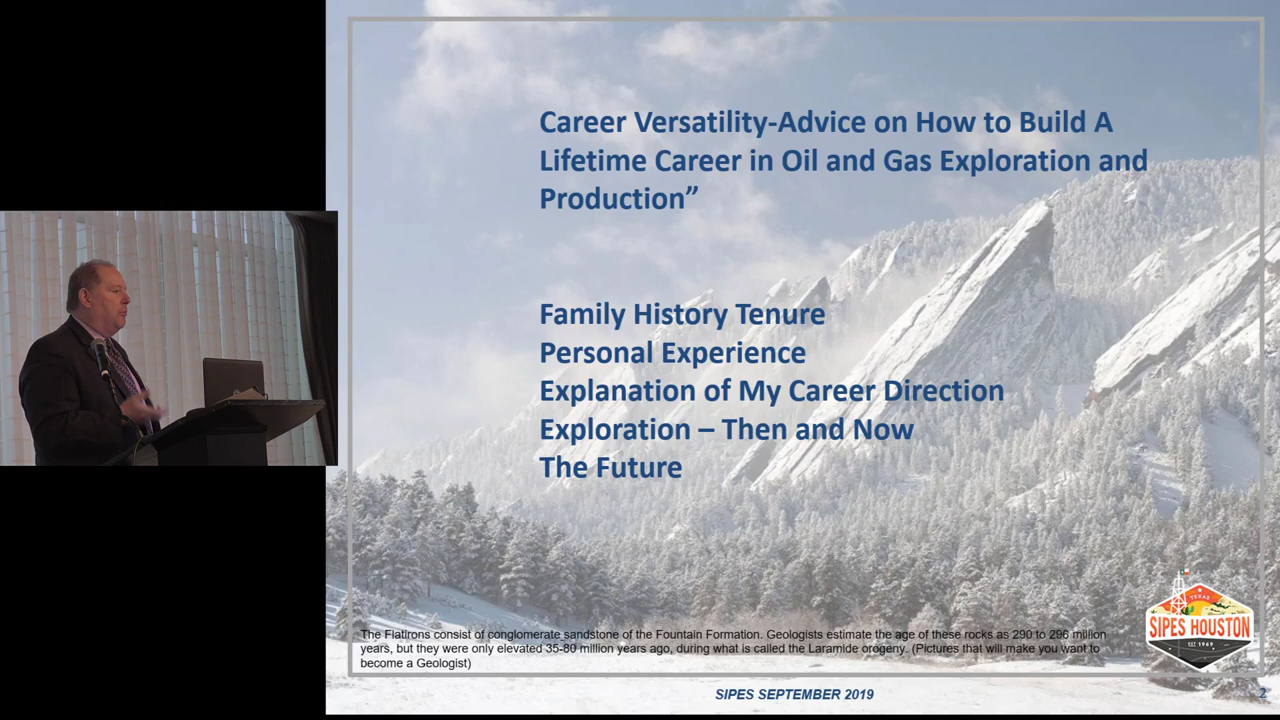 Career Versatility-Advice on How to Build A
Lifetime Career in Oil and Gas Exploration and
Production”
Family History Tenure
Personal Experience
Explanation of My Career Direction
Exploration – Then and Now
The Future
The Flatirons consist of conglomerate sandstone of the Fountain Formation. Geologists estimate the age of these rocks as 290 to 296 million
years, but they were only elevated 35-80 million years ago, during what is called the Laramide orogeny. (Pictures that will make you want to
become a Geologist)
TEXAS
SIPES HOUSTON
EST 1949
SIPES SEPTEMBER 2019
2